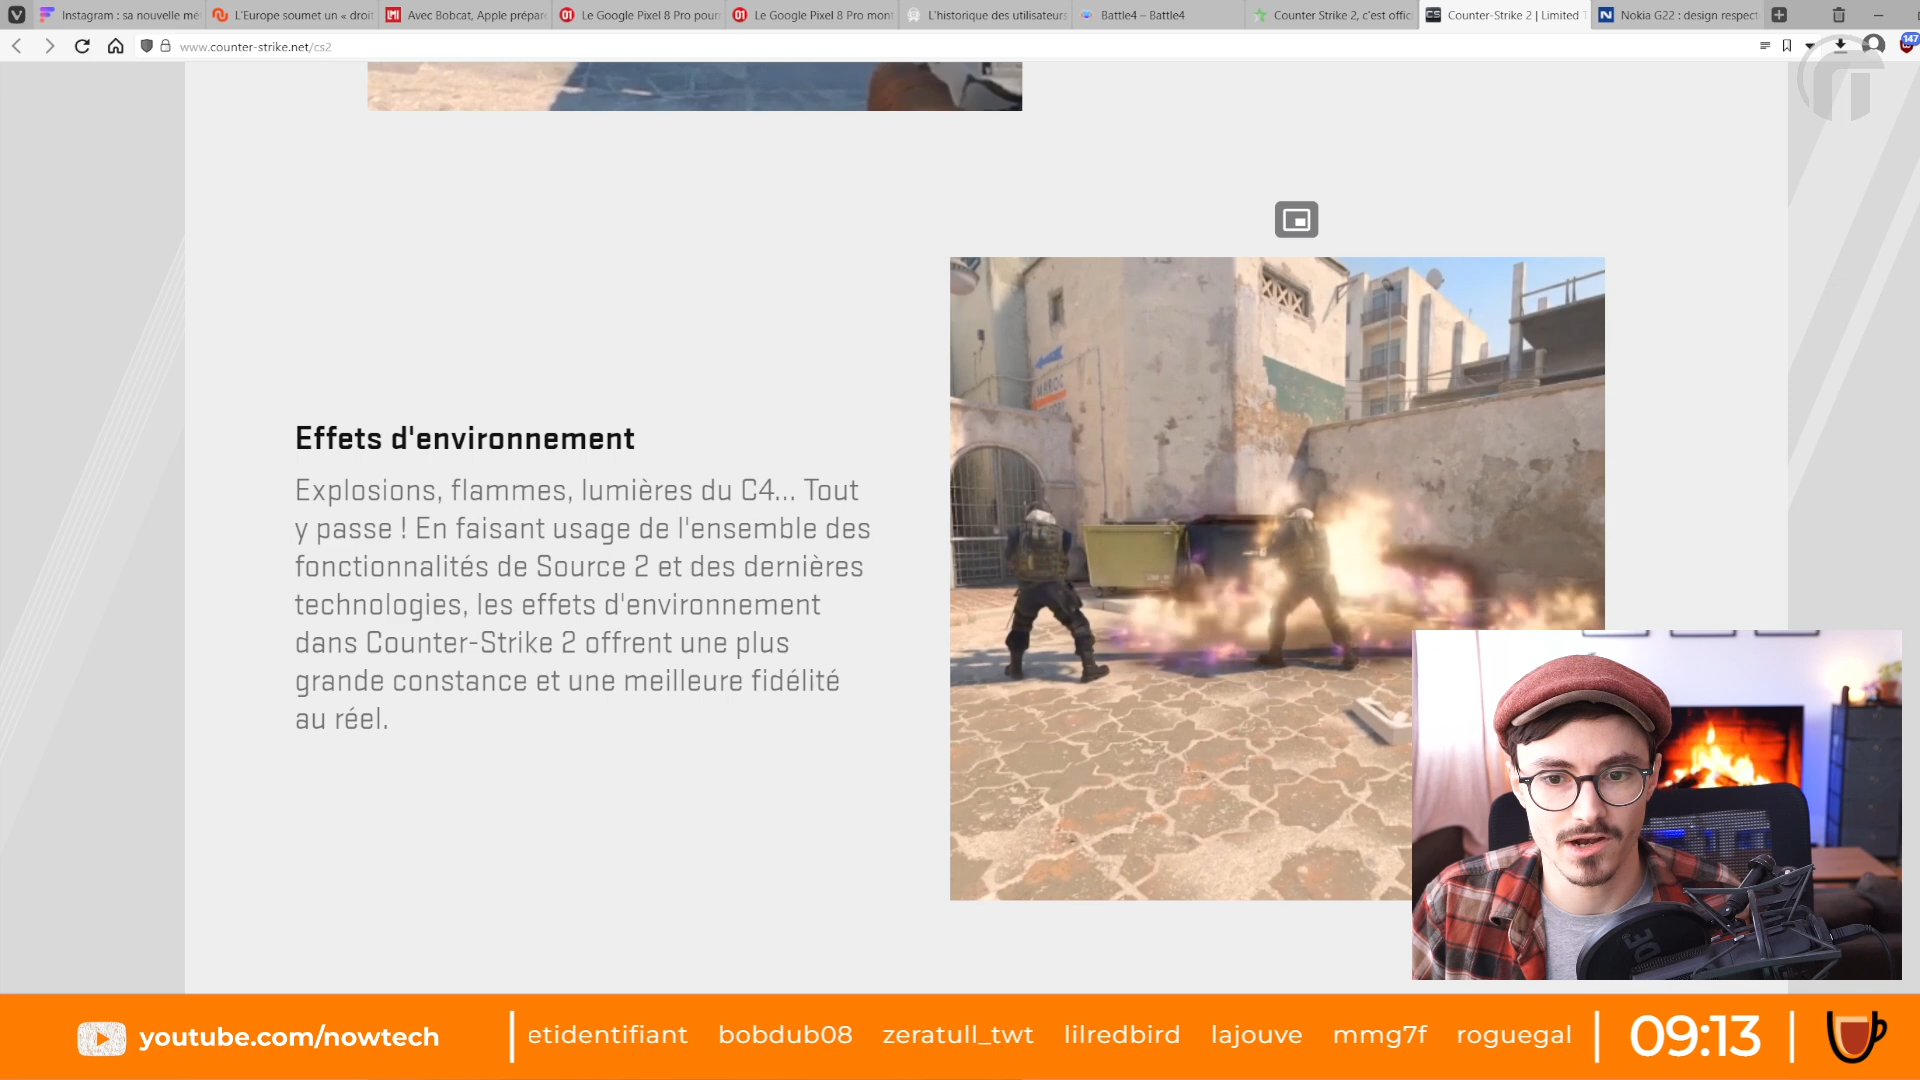 Instagram : sa nouvelle mé
L'Europe soumet un « droit
Avec Bobcat, Apple prépare
Le Google Pixel 8 Pro pour
Le Google Pixel 8 Pro mont
L'historique des utilisateurs
Battle4 – Battle4
Counter Strike 2, c'est offic
Counter-Strike 2 | Limited T
Nokia G22 : design respect
www.counter-strike.net/cs2
147
MAROC
Effets d'environnement
Explosions, flammes, lumières du C4... Tout
y passe ! En faisant usage de l'ensemble des
fonctionnalités de Source 2 et des dernières
technologies, les effets d'environnement
dans Counter-Strike 2 offrent une plus
grande constance et une meilleure fidélité
au réel.
youtube.com/nowtech
etidentifiant bobdub08 zeratull_twt lilredbird lajouve mmg7f roguegal
09:13